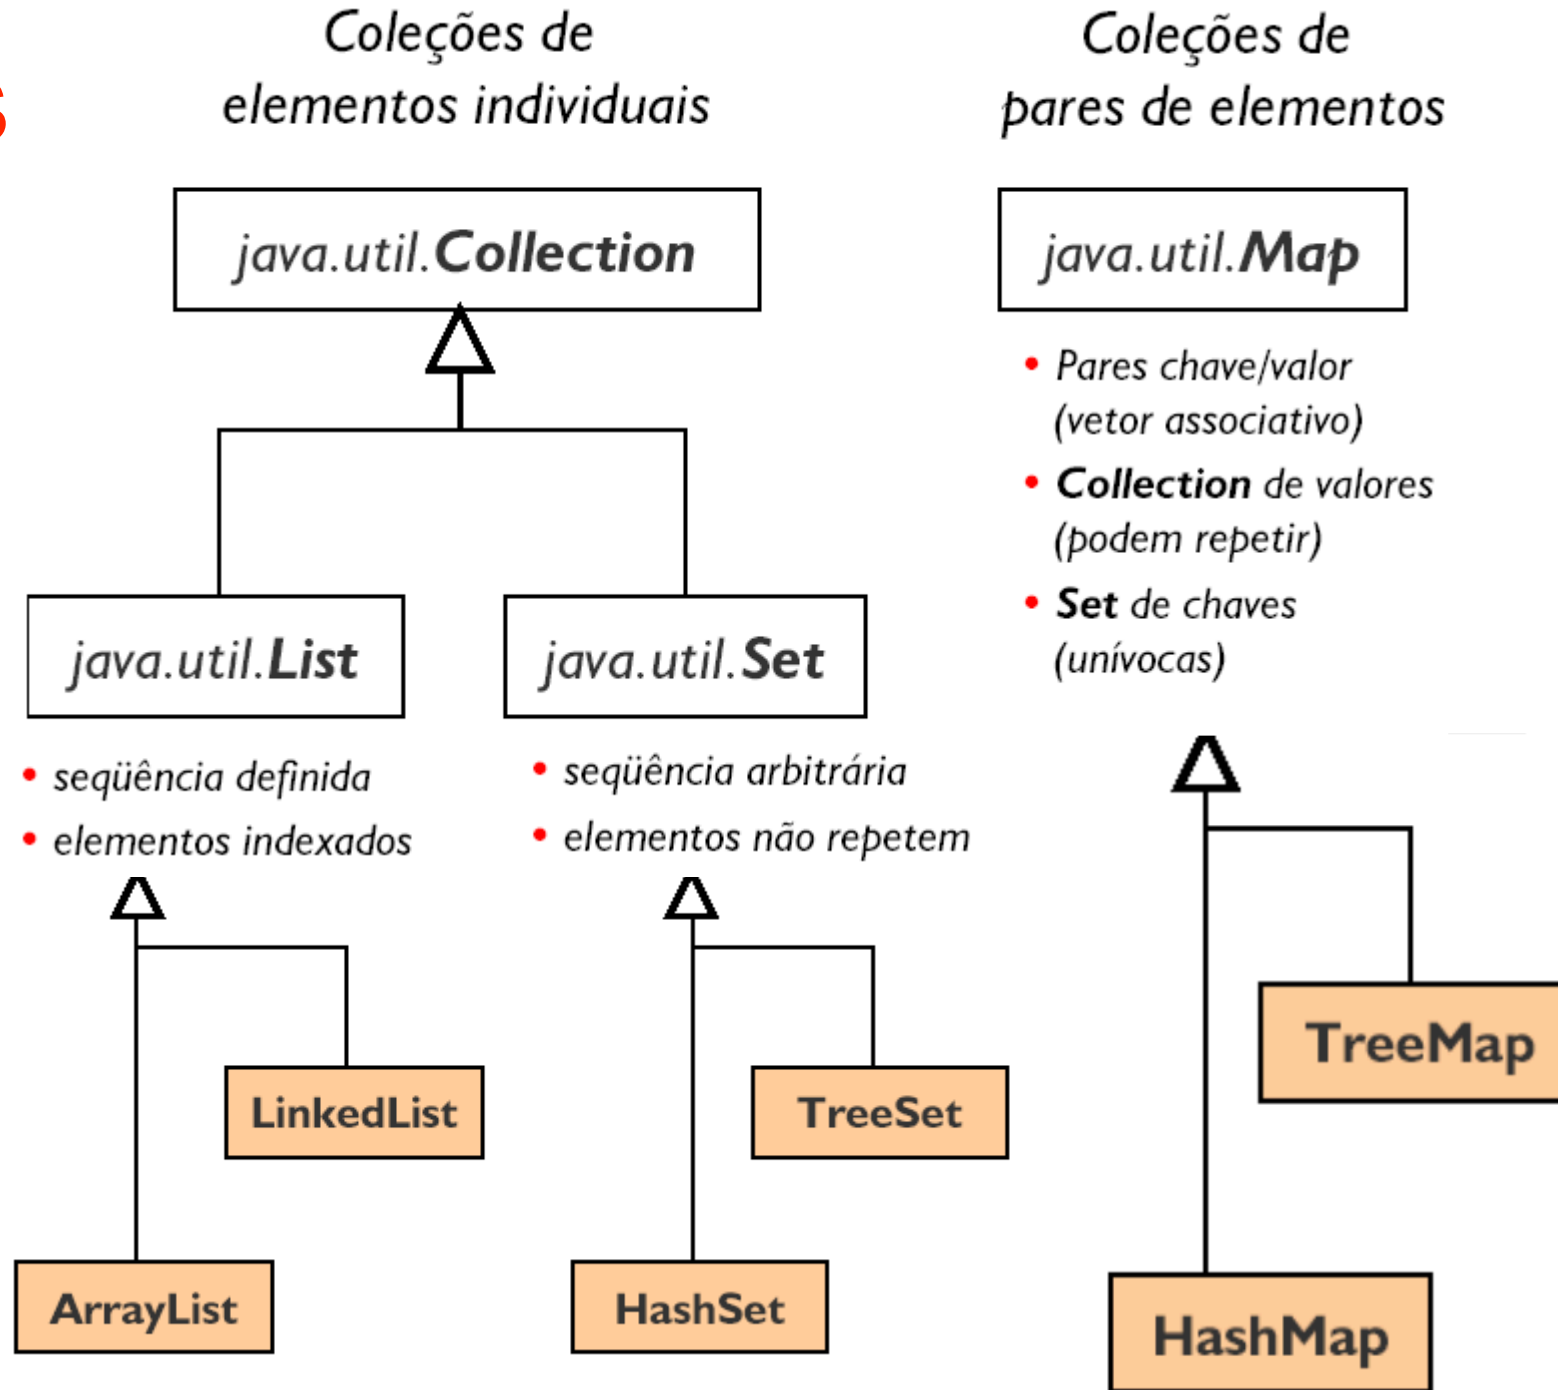 s
Coleções de
elementos individuais
java.util.Collection
java.util.List
• seqüência definida
• elementos indexados
LinkedList
ArrayList
java.util.Set
• seqüência arbitrária
• elementos não repetem
TreeSet
HashSet
Coleções de
pares de elementos
java.util.Map
• Pares chave/valor
(vetor associativo)
• Collection de valores
(podem repetir)
• Set de chaves
(unívocas)
TreeMap
HashMap